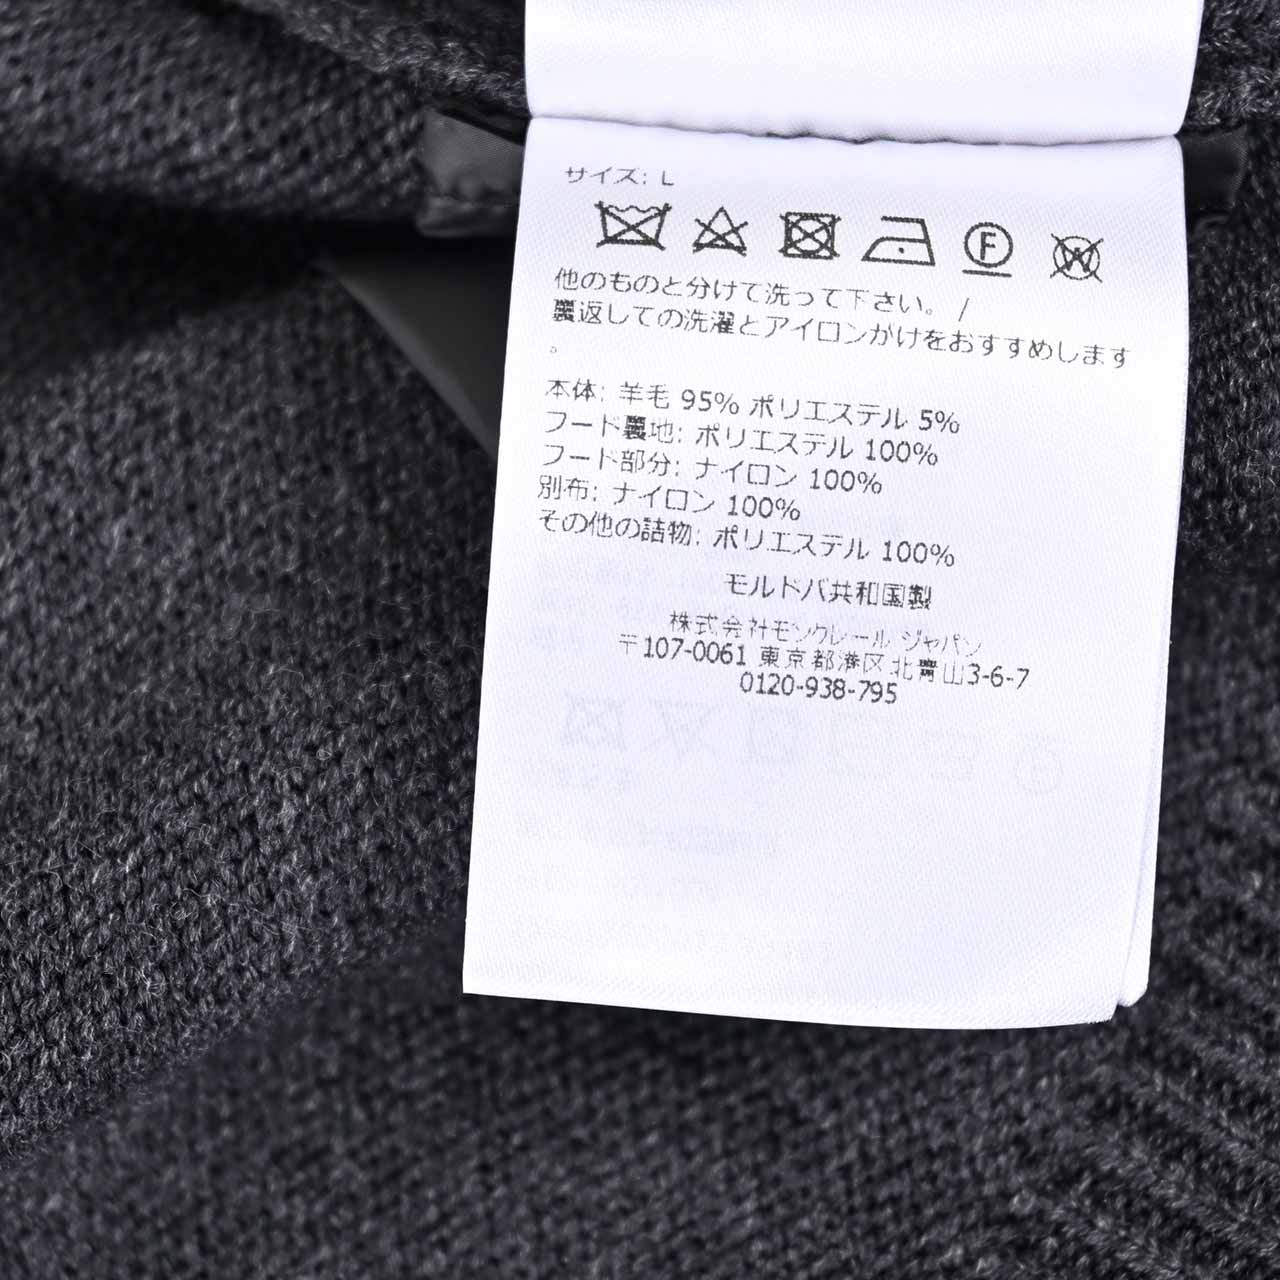 サイズ: L
F
W
他のものと分けて洗って下さい。 /
裏返しての洗濯とアイロンかけをおすすめします
。
本体: 羊毛 95% ポリエステル 5%
フード裏地: ポリエステル 100%
フード部分: ナイロン 100%
別布: ナイロン 100%
その他の詰物: ポリエステル 100%
モルドバ共和国製
株式会社モンクレール ジャパン
〒107-0061 東京都港区北青山3-6-7
0120-938-795